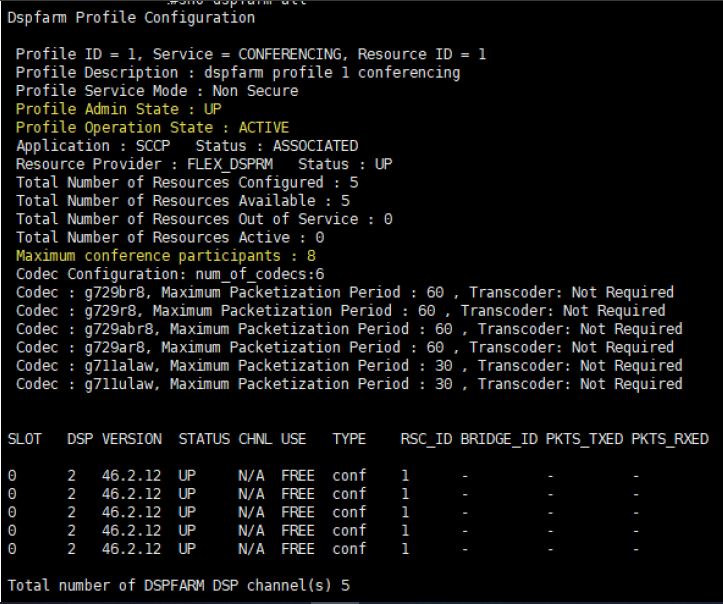 #sho dspfarm all
Dspfarm Profile Configuration
Profile ID = 1, Service = CONFERENCING, Resource ID = 1
Profile Description : dspfarm profile 1 conferencing
Profile Service Mode : Non Secure
Profile Admin State : UP
Profile Operation State : ACTIVE
Application : SCCP   Status : ASSOCIATED
Resource Provider : FLEX_DSPRM   Status : UP
Total Number of Resources Configured : 5
Total Number of Resources Available : 5
Total Number of Resources Out of Service : 0
Total Number of Resources Active : 0
Maximum conference participants : 8
Codec Configuration: num_of_codecs:6
Codec : g729br8, Maximum Packetization Period : 60 , Transcoder: Not Required
Codec : g729r8, Maximum Packetization Period : 60 , Transcoder: Not Required
Codec : g729abr8, Maximum Packetization Period : 60 , Transcoder: Not Required
Codec : g729ar8, Maximum Packetization Period : 60 , Transcoder: Not Required
Codec : g711alaw, Maximum Packetization Period : 30 , Transcoder: Not Required
Codec : g711ulaw, Maximum Packetization Period : 30 , Transcoder: Not Required
SLOT   DSP VERSION  STATUS CHNL USE   TYPE    RSC_ID BRIDGE_ID PKTS_TXED PKTS_RXED
0      2   46.2.12  UP     N/A  FREE  conf    1      -         -         -
0      2   46.2.12  UP     N/A  FREE  conf    1      -         -         -
0      2   46.2.12  UP     N/A  FREE  conf    1      -         -         -
0      2   46.2.12  UP     N/A  FREE  conf    1      -         -         -
0      2   46.2.12  UP     N/A  FREE  conf    1      -         -         -
Total number of DSPFARM DSP channel(s) 5